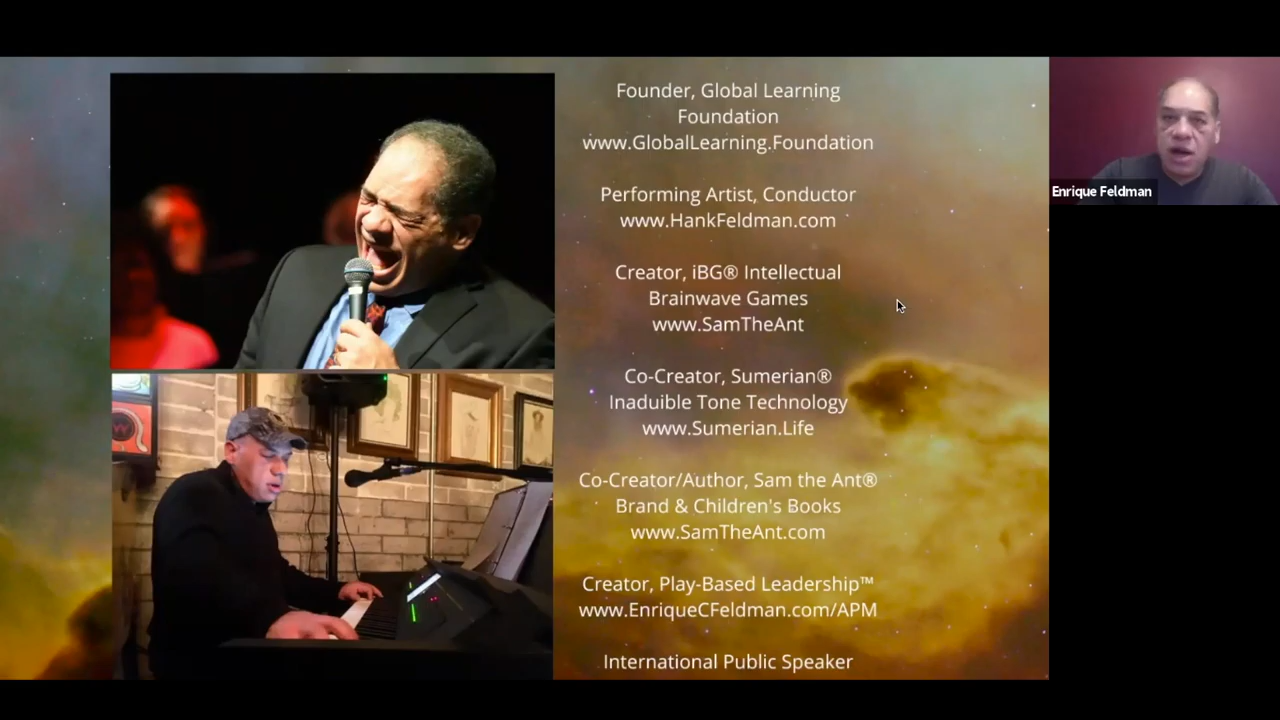 Founder, Global Learning
Foundation
www.GlobalLearning.Foundation
Performing Artist, Conductor
www.HankFeldman.com
Creator, iBG® Intellectual
Brainwave Games
www.SamTheAnt
Co-Creator, Sumerian®
Inaduible Tone Technology
www.Sumerian.Life
Co-Creator/Author, Sam the Ant®
Brand & Children's Books
www.SamTheAnt.com
Creator, Play-Based Leadership™
www.EnriqueCFeldman.com/APM
International Public Speaker
Enrique Feldman